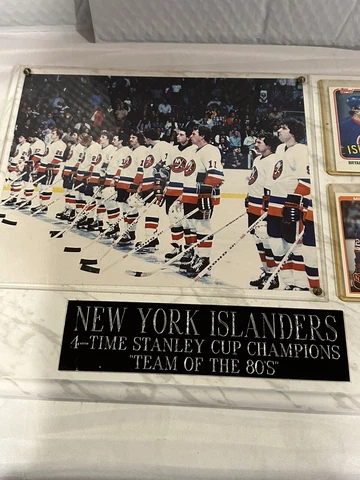 NEW YORK ISLANDERS
4-TIME STANLEY CUP CHAMPIONS
"TEAM OF THE 80'S"